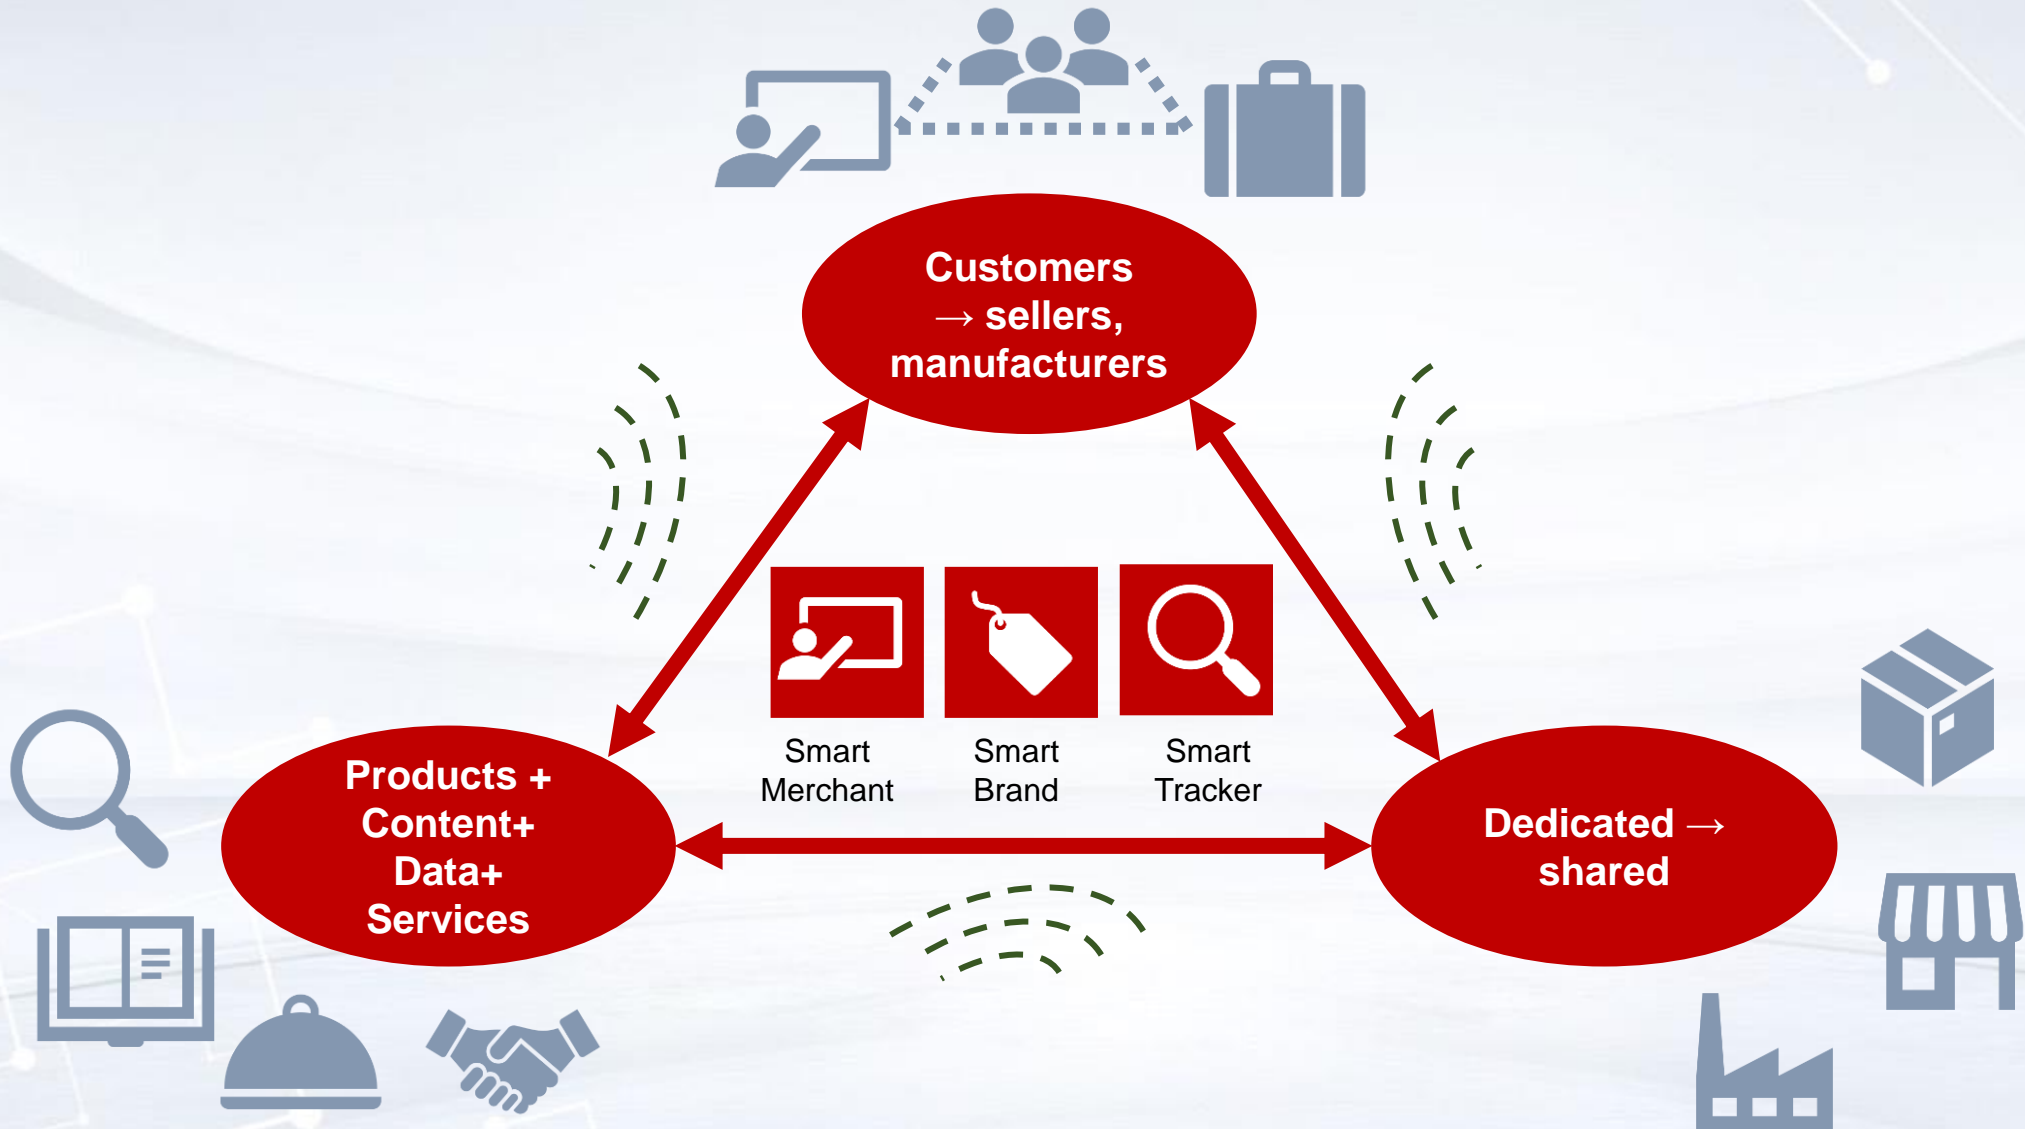 Customers
→ sellers,
manufacturers
Smart
Merchant
Smart
Brand
Smart
Tracker
Products +
Content+
Data+
Services
Dedicated →
shared